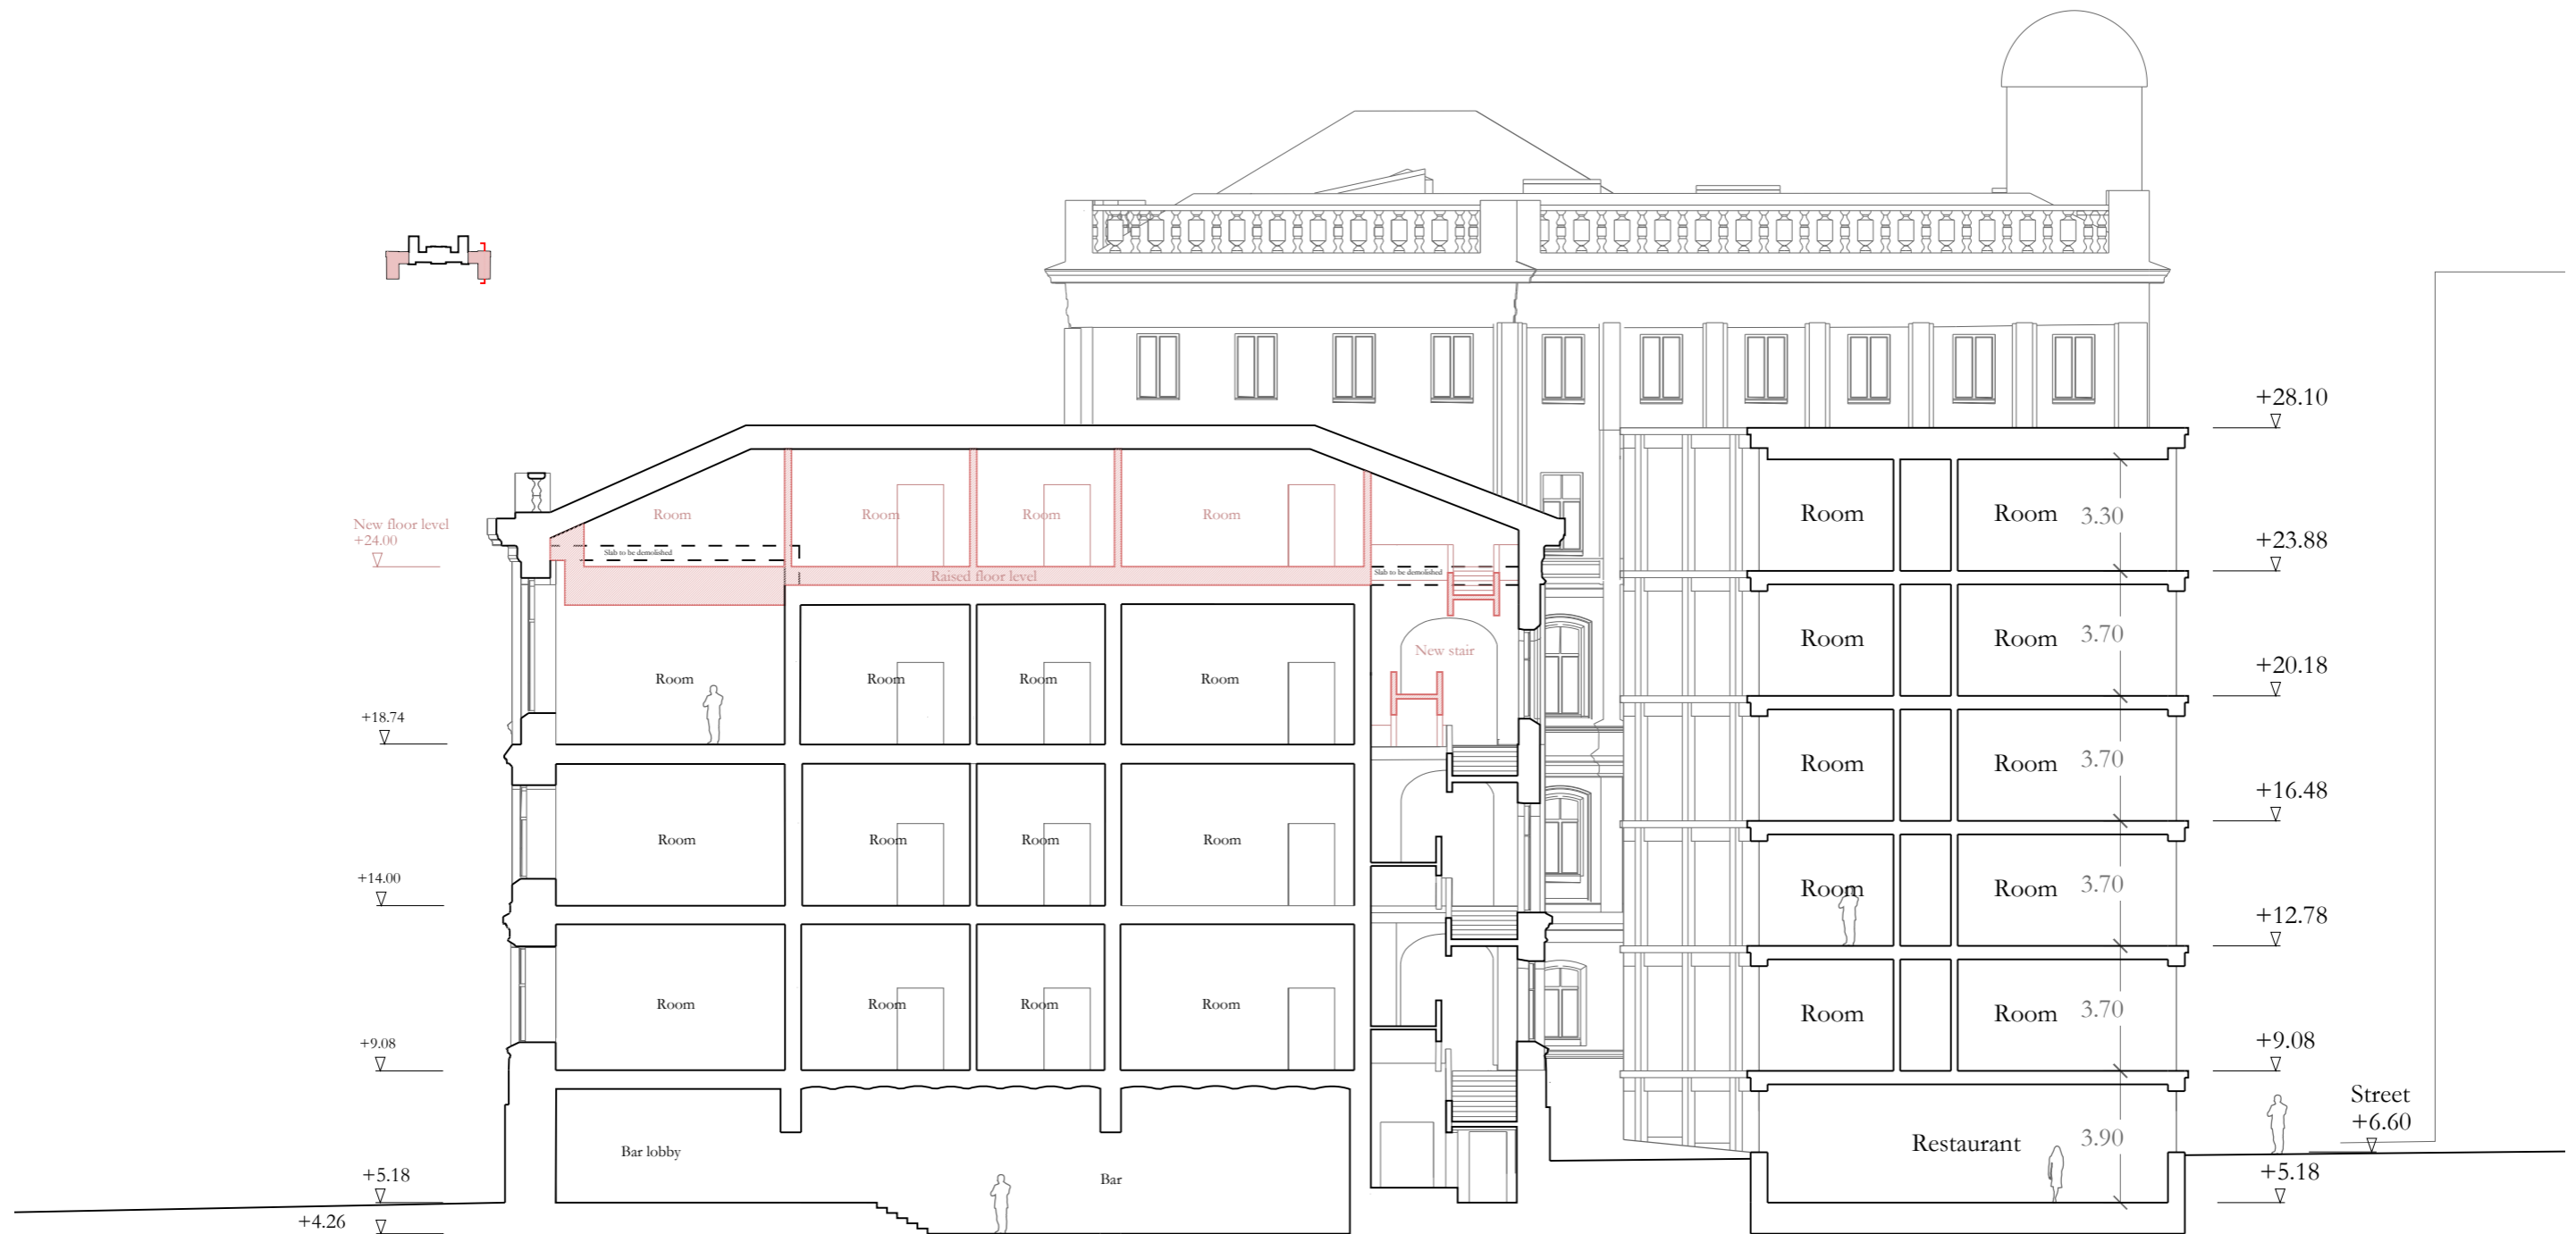 +28.10
Room
Room
Room
Room
Room
Room
3.30
New floor level
+24.00
+23.88
Slab to be demolished
Slab to be demolished
Raised floor level
Room
Room
3.70
New stair
+20.18
Room
Room
Room
Room
+18.74
Room
Room
3.70
+16.48
Room
Room
Room
Room
+14.00
Room
Room
3.70
+12.78
Room
Room
Room
Room
Room
Room
3.70
+9.08
+9.08
Street
+6.60
Restaurant
3.90
Bar lobby
Bar
+5.18
+5.18
+4.26